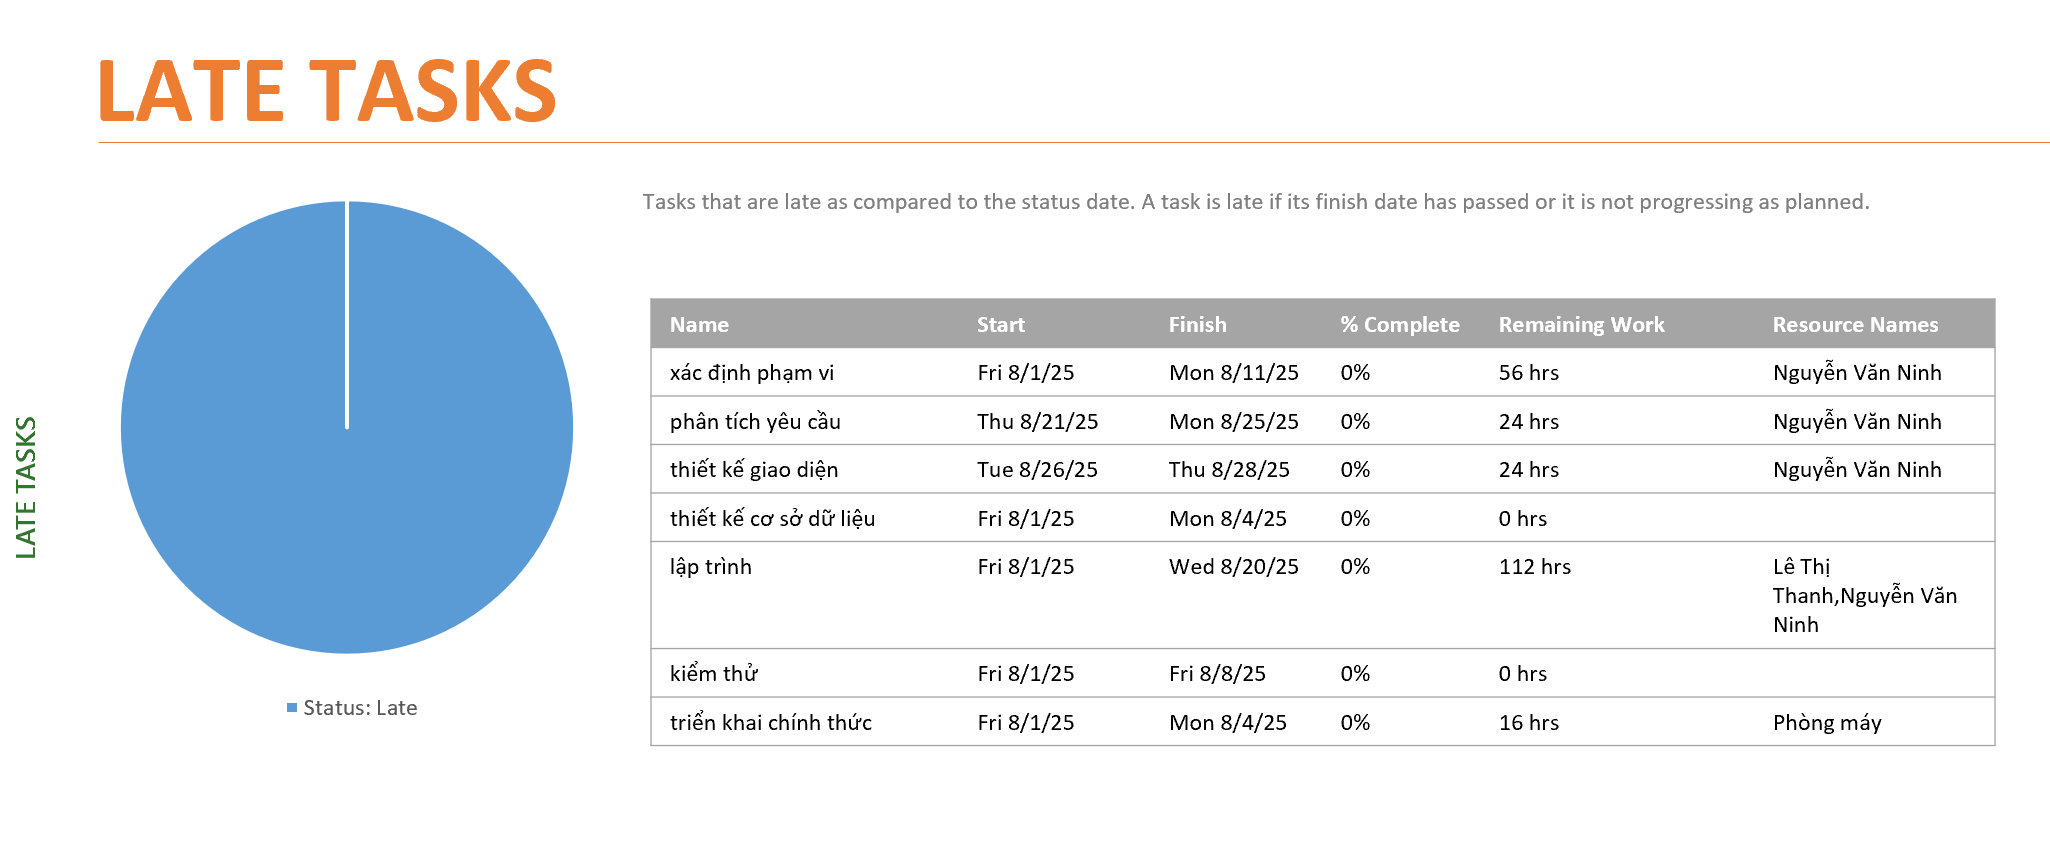 LATE TASKS
LATE TASKS
Tasks that are late as compared to the status date. A task is late if its finish date has passed or it is not progressing as planned.
Status: Late
Name Start Finish % Complete Remaining Work Resource Names
xác định phạm vi Fri 8/1/25 Mon 8/11/25 0% 56 hrs Nguyễn Văn Ninh
phân tích yêu cầu Thu 8/21/25 Mon 8/25/25 0% 24 hrs Nguyễn Văn Ninh
thiết kế giao diện Tue 8/26/25 Thu 8/28/25 0% 24 hrs Nguyễn Văn Ninh
thiết kế cơ sở dữ liệu Fri 8/1/25 Mon 8/4/25 0% 0 hrs
lập trình Fri 8/1/25 Wed 8/20/25 0% 112 hrs Lê Thị
Thanh,Nguyễn Văn
Ninh
kiểm thử Fri 8/1/25 Fri 8/8/25 0% 0 hrs
triển khai chính thức Fri 8/1/25 Mon 8/4/25 0% 16 hrs Phòng máy